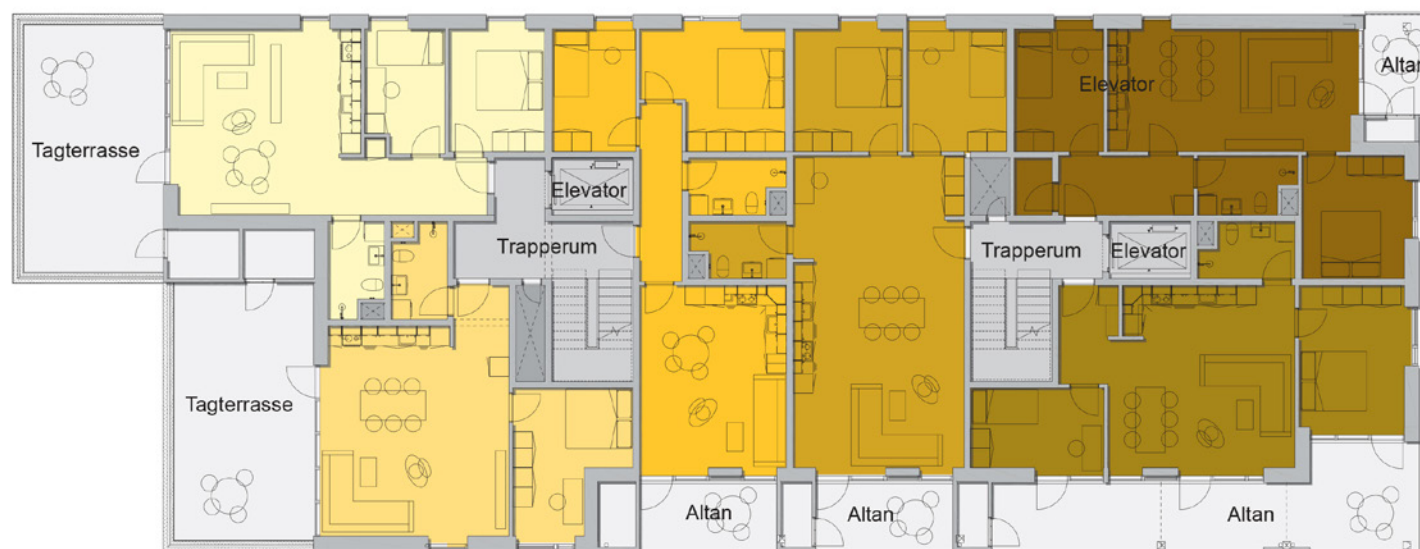 Altan
Elevator
Tagterrasse
Elevator
Trapperum
Trapperum
Elevator
Tagterrasse
Altan
Altan
Altan